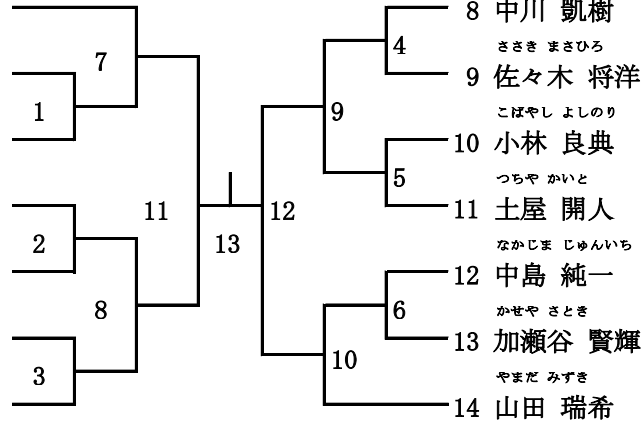 8 中川 凱樹
7
4
ささき まさひろ
9 佐々木 将洋
1
9
こばやし よしのり
10 小林 良典
5
つちや かいと
11 土屋 開人
11
12
2
13
なかじま じゅんいち
12 中島 純一
8
6
かせや さとき
13 加瀬谷 賢輝
10
3
やまだ みずき
14 山田 瑞希